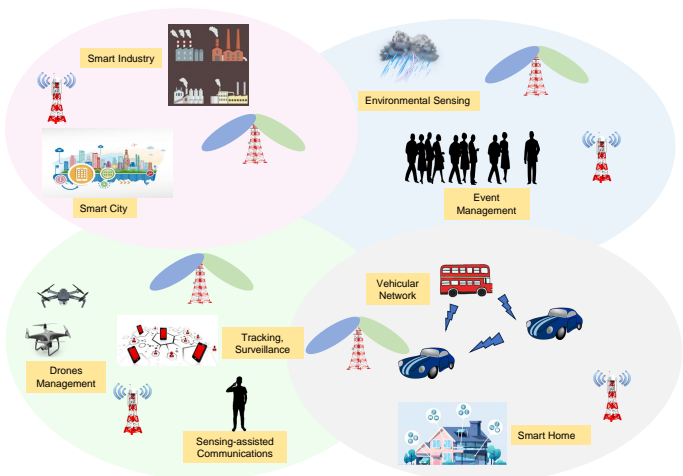 Smart Industry
Environmental Sensing
Smart City
Event
Management
Vehicular
Network
Tracking,
Surveillance
Drones
Management
Sensing-assisted
Communications
Smart Home